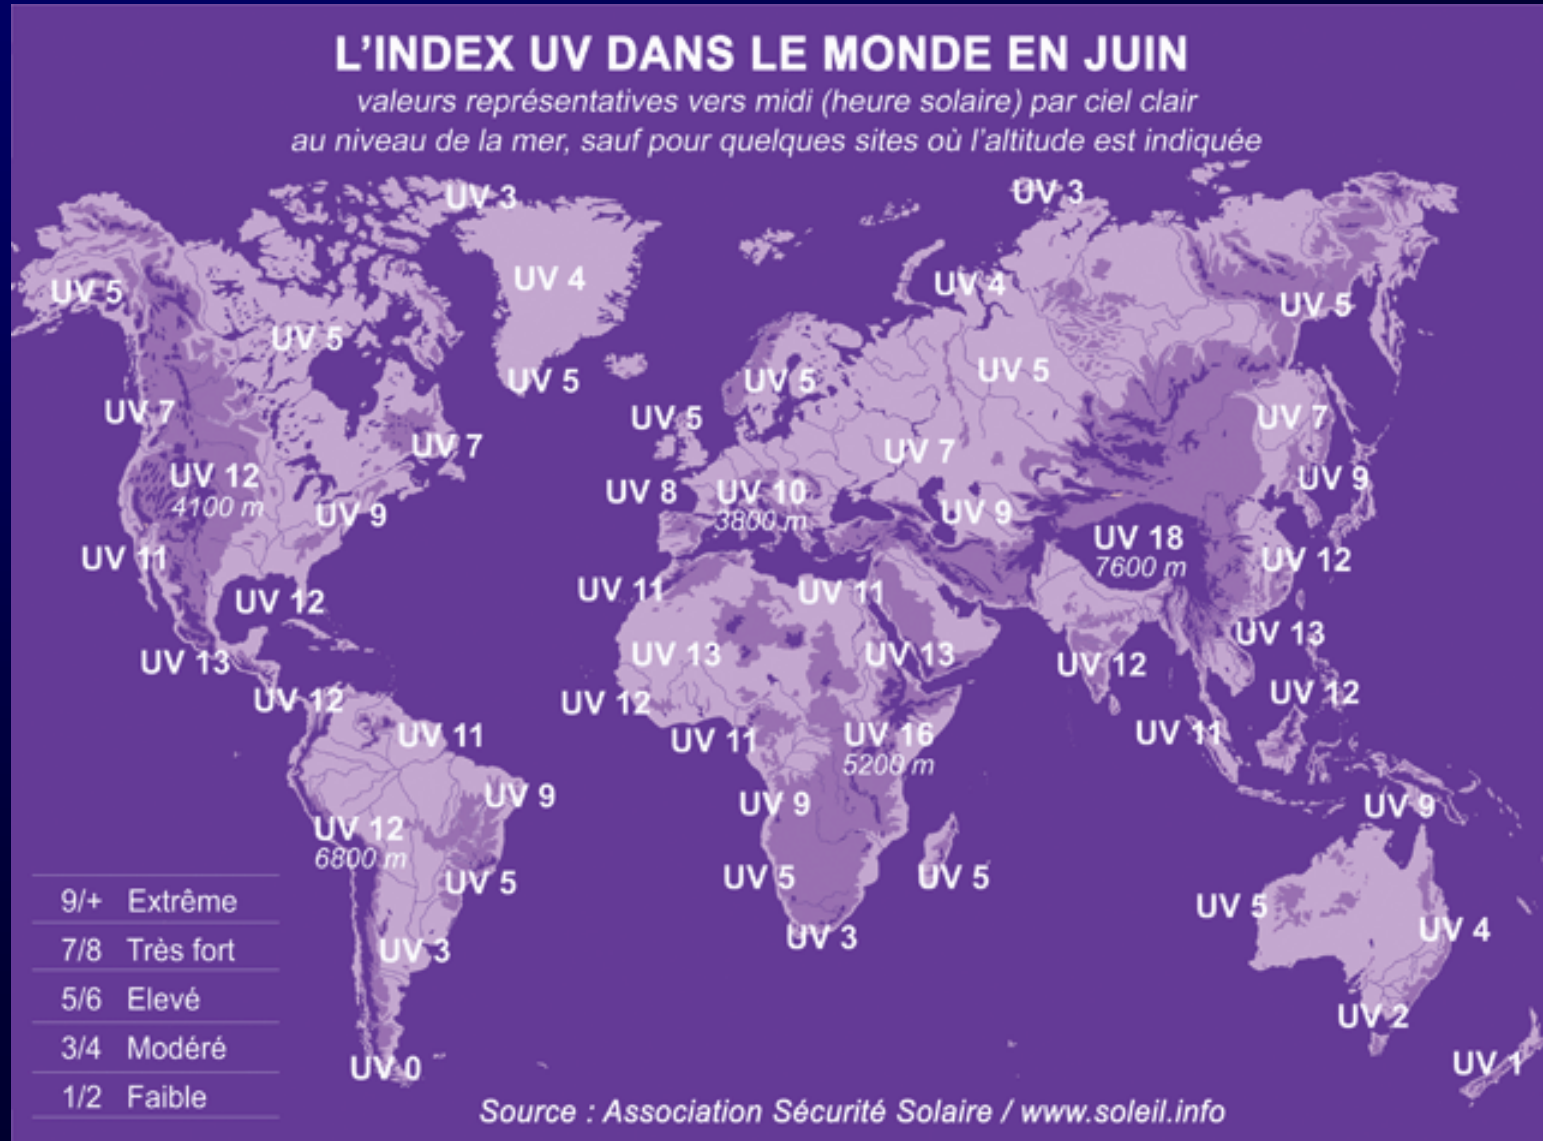 L'INDEX UV DANS LE MONDE EN JUIN
valeurs représentatives vers midi (heure solaire) par ciel clair
au niveau de la mer, sauf pour quelques sites où l'altitude est indiquée
UV 3
UV 3
UV 4
UV 4
UV 5
UV 5
UV 5
UV 5
UV 5
UV 5
UV 5
UV 7
UV 5
UV 7
UV 7
UV 7
UV 12
4100 m
UV 9
UV 8
UV 10
3800 m
UV 9
UV 9
UV 11
UV 18
7600 m
UV 12
UV 12
UV 11
UV 11
UV 13
UV 13
UV 13
UV 13
UV 12
UV 12
UV 12
UV 12
UV 11
UV 11
UV 16
5200 m
UV 11
UV 9
UV 9
UV 9
UV 12
6800 m
UV 5
UV 5
UV 5
UV 5
UV 4
UV 3
UV 3
UV 2
UV 0
UV 1
9/+ Extrême
7/8 Très fort
5/6 Elevé
3/4 Modéré
1/2 Faible
Source : Association Sécurité Solaire / www.soleil.info